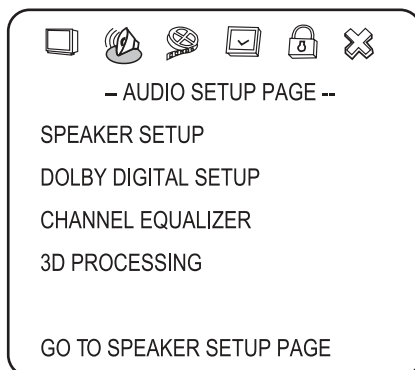 – AUDIO SETUP PAGE --
SPEAKER SETUP
DOLBY DIGITAL SETUP
CHANNEL EQUALIZER
3D PROCESSING
GO TO SPEAKER SETUP PAGE